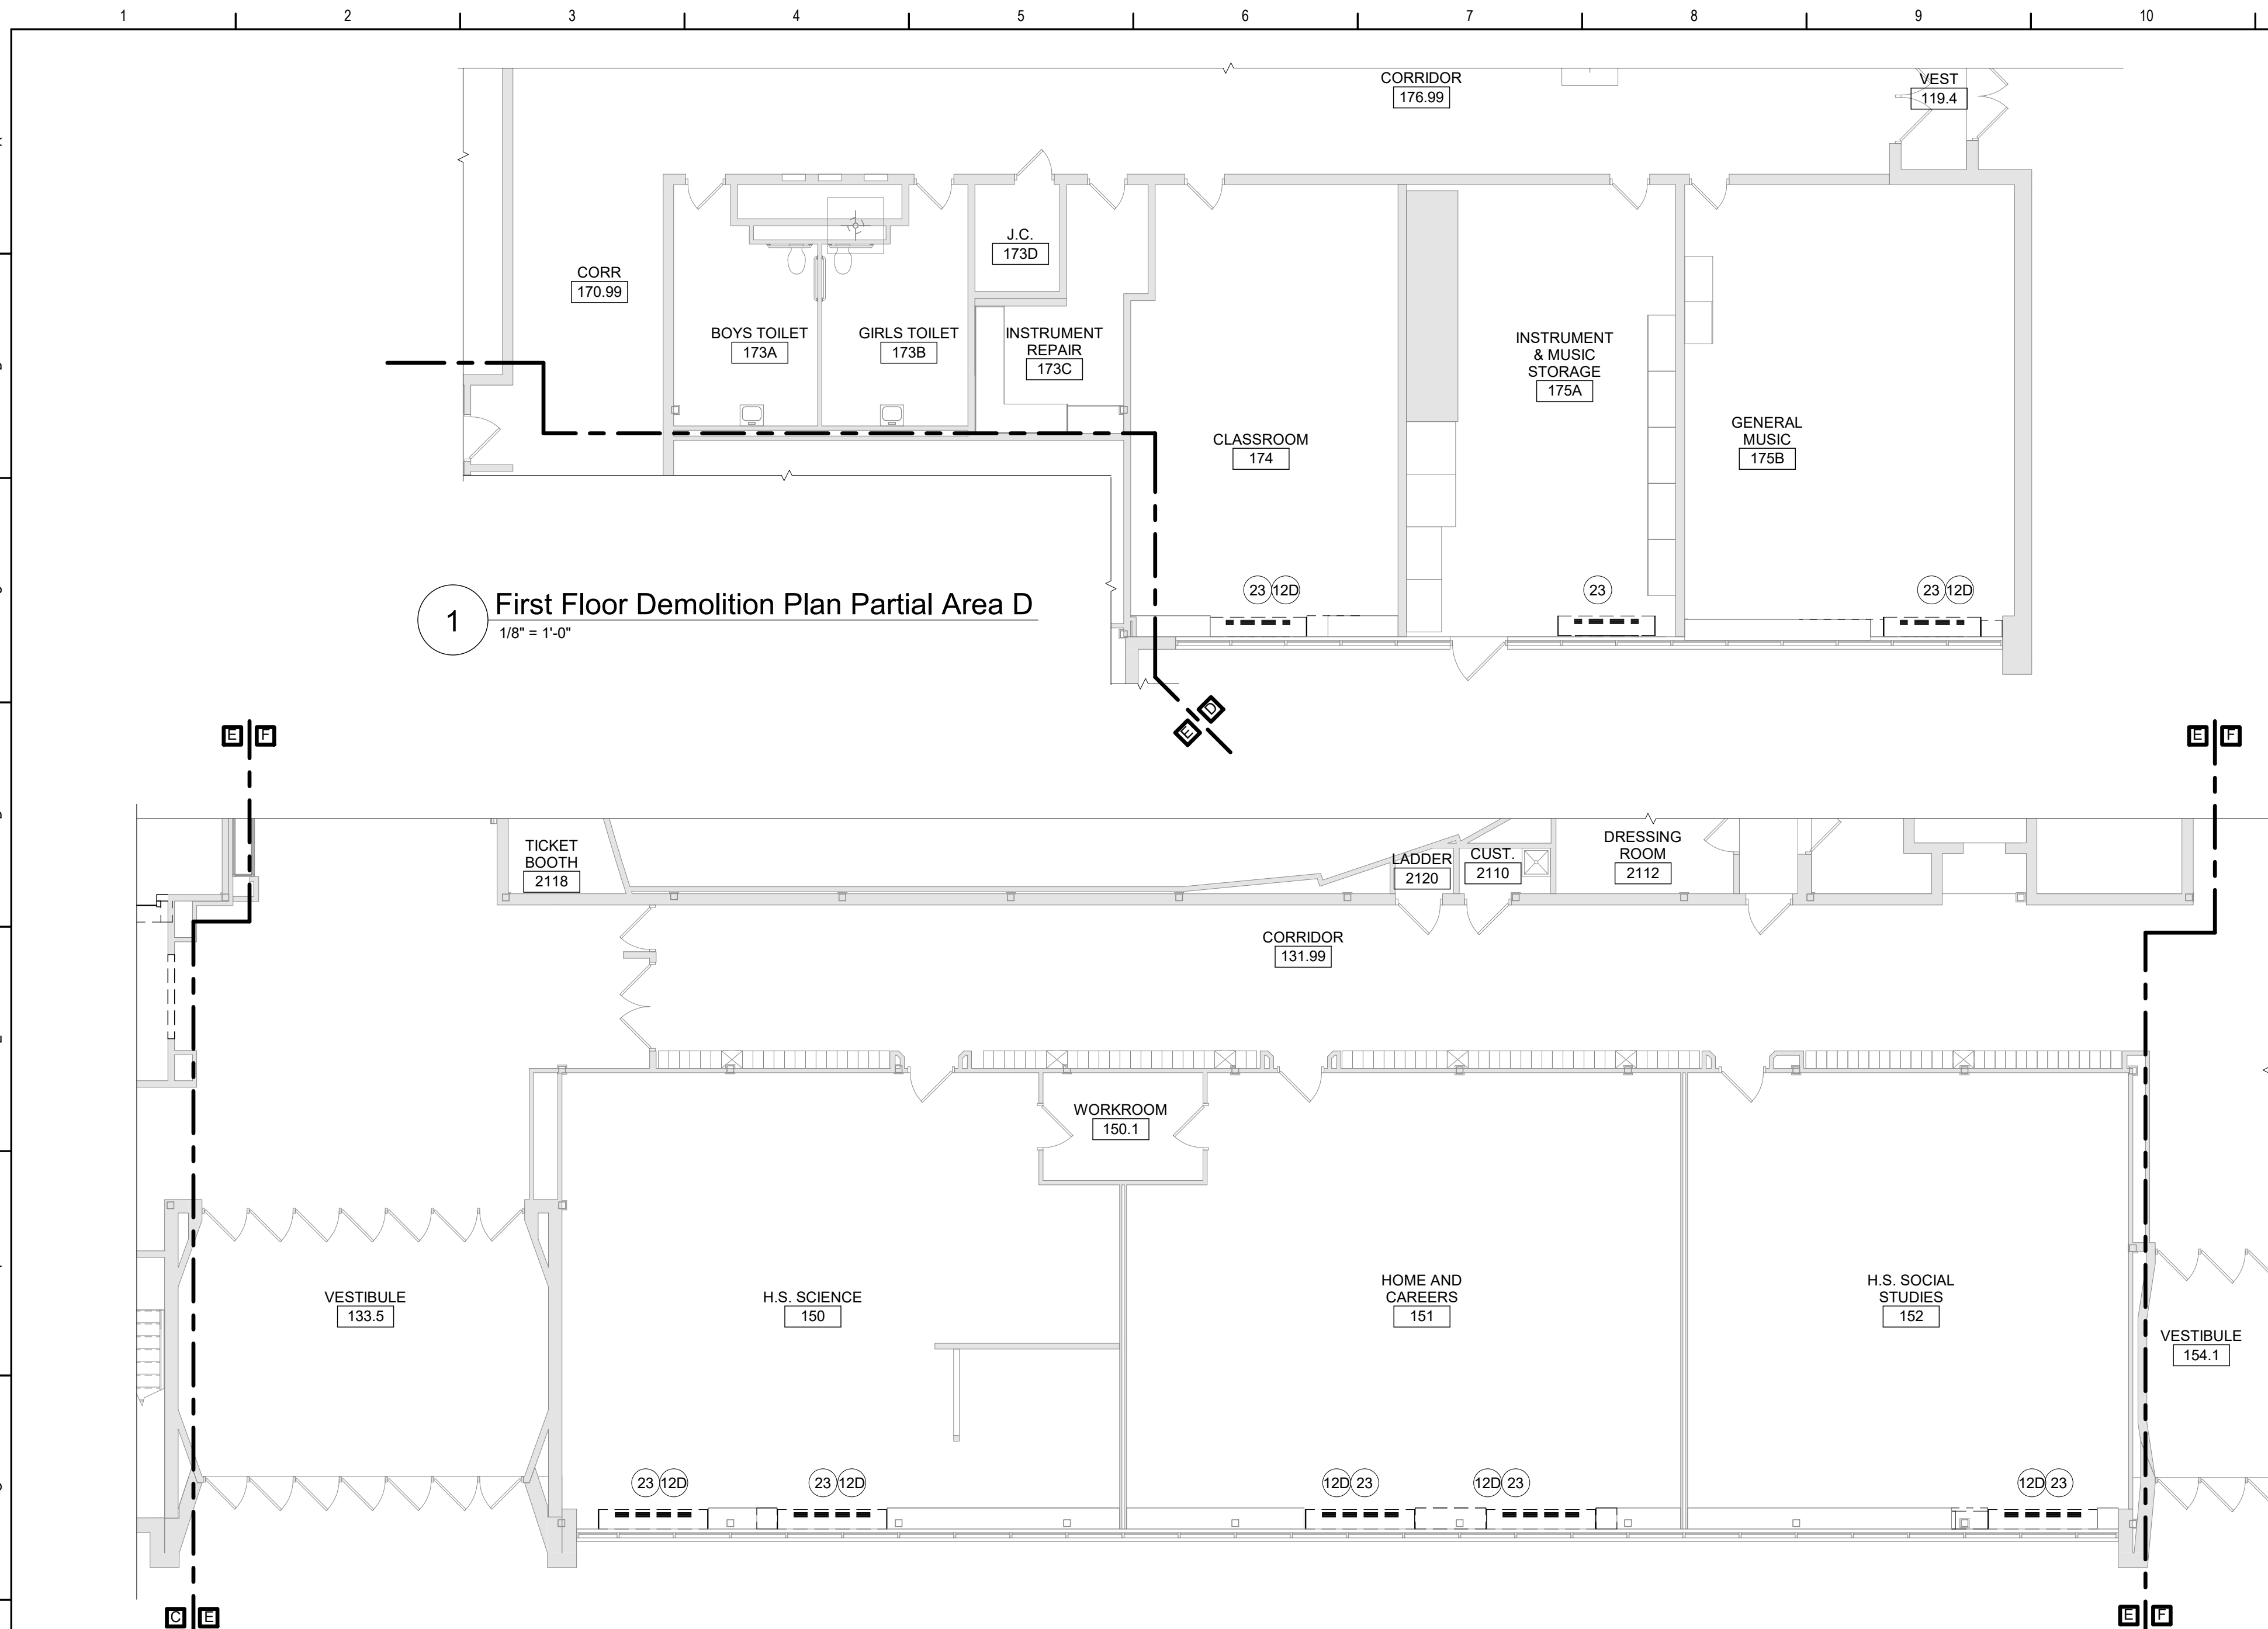 1 2 3 4 5 6 7 8 9 10
CORRIDOR
176.99
VEST
119.4
J.C.
173D
CORR
170.99
BOYS TOILET
173A
GIRLS TOILET
173B
INSTRUMENT
REPAIR
173C
INSTRUMENT
& MUSIC
STORAGE
175A
GENERAL
MUSIC
175B
CLASSROOM
174
23 12D
23
23 12D
1
First Floor Demolition Plan Partial Area D
1/8" = 1'-0"
D
E
E F
E F
TICKET
BOOTH
2118
LADDER
2120
CUST.
2110
DRESSING
ROOM
2112
CORRIDOR
131.99
WORKROOM
150.1
VESTIBULE
133.5
H.S. SCIENCE
150
HOME AND
CAREERS
151
H.S. SOCIAL
STUDIES
152
VESTIBULE
154.1
23 12D
23 12D
12D 23
12D 23
12D 23
C E
E F